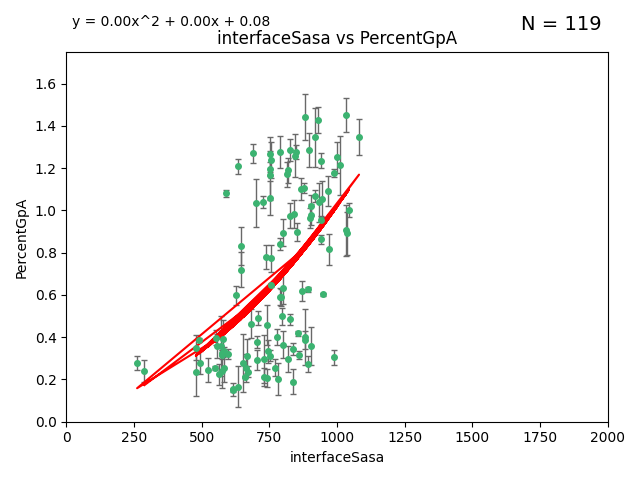 y = 0.00x^2 + 0.00x + 0.08
N = 119
interfaceSasa vs PercentGpA
PercentGpA
1.6
1.4
1.2
1.0
0.8
0.6
0.4
0.2
0.0
0 250 500 750 1000 1250 1500 1750 2000
interfaceSasa